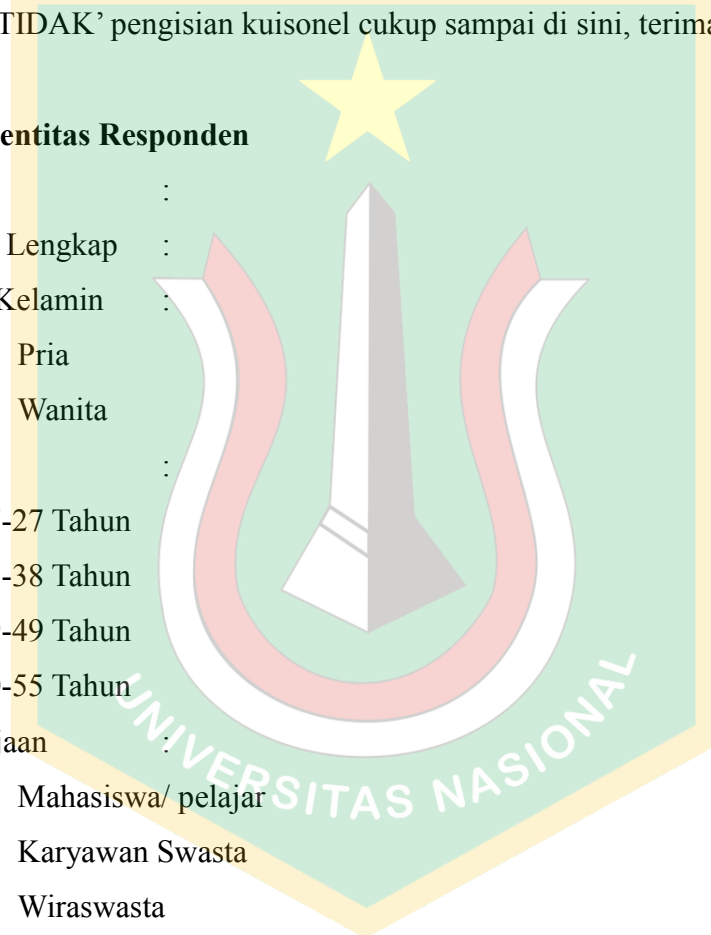 TIDAK’ pengisian kuisonel cukup sampai di sini, terima
entitas Responden
:
Lengkap :
Kelamin :
Pria
Wanita
:
-27 Tahun
-38 Tahun
-49 Tahun
-55 Tahun
jaan :
Mahasiswa/ pelajar
Karyawan Swasta
Wiraswasta
UNIVERSITAS NASIONAL